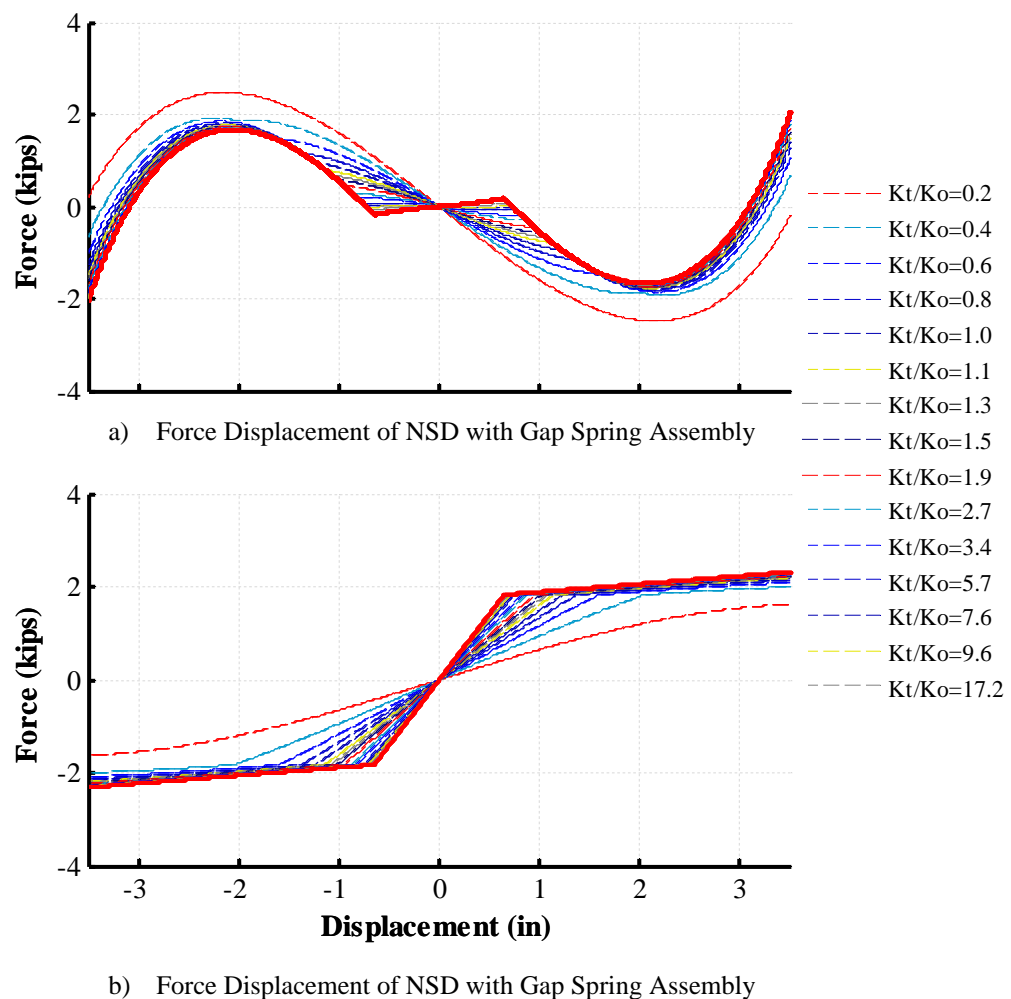 4
2
0
-2
-4
Force (kips)
a) Force Displacement of NSD with Gap Spring Assembly
Kt/Ko=0.2
Kt/Ko=0.4
Kt/Ko=0.6
Kt/Ko=0.8
Kt/Ko=1.0
Kt/Ko=1.1
Kt/Ko=1.3
Kt/Ko=1.5
Kt/Ko=1.9
Kt/Ko=2.7
Kt/Ko=3.4
Kt/Ko=5.7
Kt/Ko=7.6
Kt/Ko=9.6
Kt/Ko=17.2
4
2
0
-2
-4
Force (kips)
-3 -2 -1 0 1 2 3
Displacement (in)
b) Force Displacement of NSD with Gap Spring Assembly